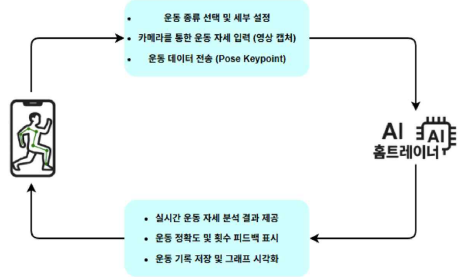 운동 종류 선택 및 세부 설정
카메라를 통한 운동 자세 입력 (영상 캡처)
운동 데이터 전송 (Pose Keypoint)
AI
AI
홈트레이너
실시간 운동 자세 분석 결과 제공
운동 정확도 및 횟수 피드백 표시
운동 기록 저장 및 그래프 시각화